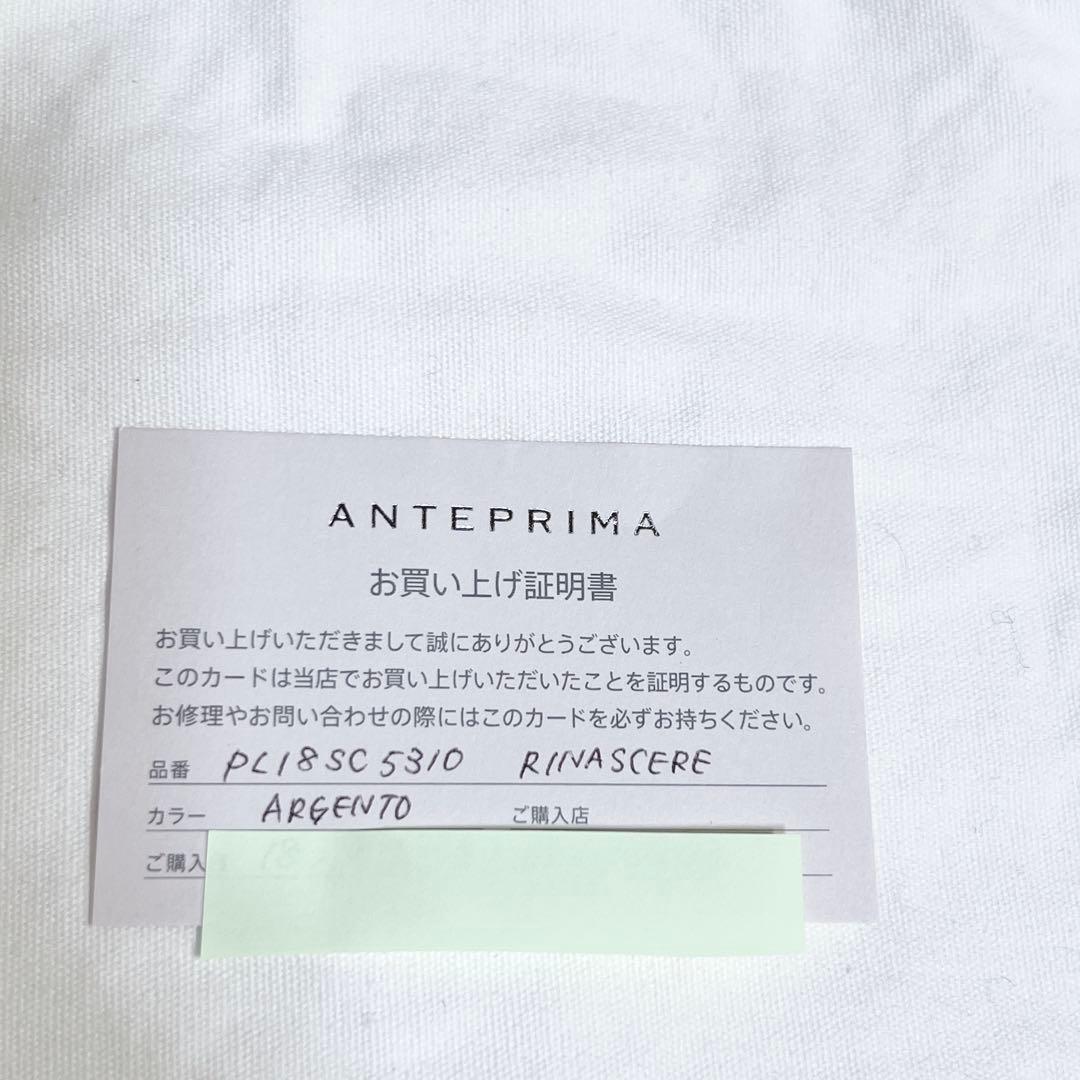 ANTEPRIMA
お買い上げ証明書
お買い上げいただきまして誠にありがとうございます。
このカードは当店でお買い上げいただいたことを証明するものです。
お修理やお問い合わせの際にはこのカードを必ずお持ちください。
品番 PL18SC5310 RINASCERE
カラー ARGENTO ご購入店
ご購入